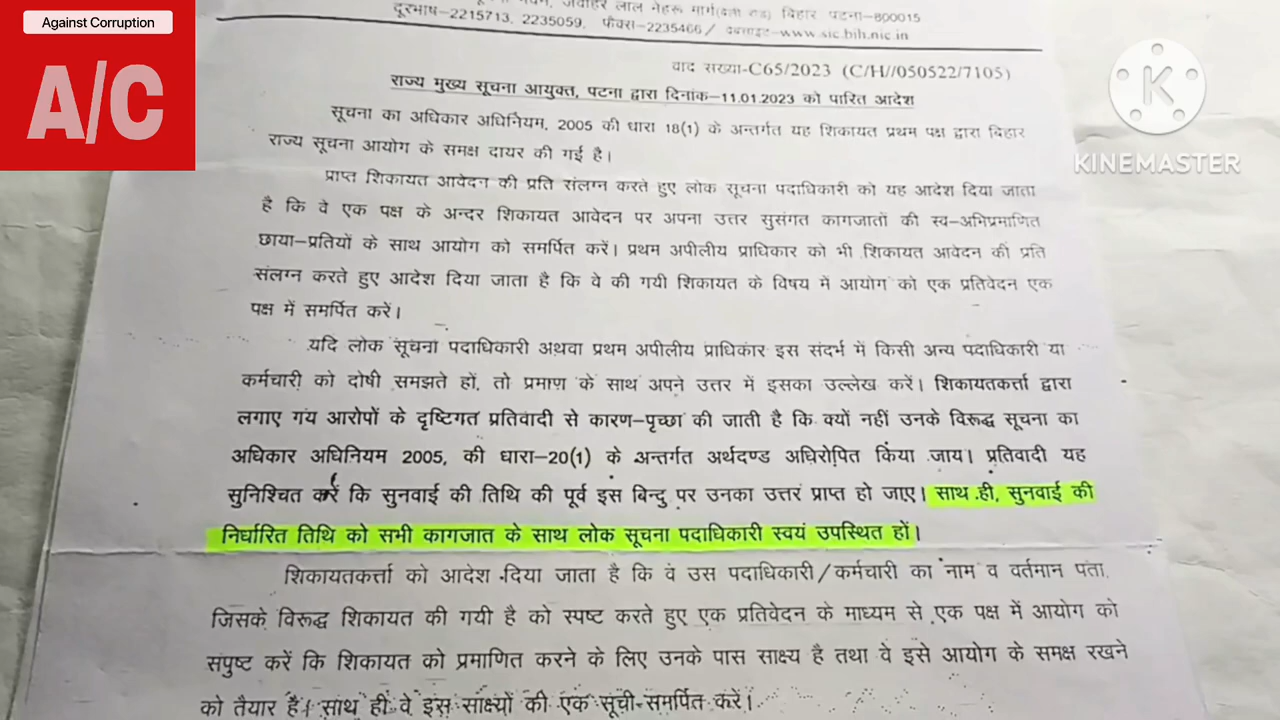 Against Corruption
A/C
KINEMASTER
जवाहर लाल नेहरू मार्ग(बेली रोड) बिहार पटना-800015
दूरभाष-2215713, 2235059, फैक्स-2235466/ वेबसाइट-www.sic.bih.nic.in
वाद सख्या-C65/2023 (C/H//050522/7105)
राज्य मुख्य सूचना आयुक्त, पटना द्वारा दिनांक-11.01.2023 को पारित आदेश
सूचना का अधिकार अधिनियम, 2005 की धारा 18(1) के अन्तर्गत यह शिकायत प्रथम पक्ष द्वारा बिहार
राज्य सूचना आयोग के समक्ष दायर की गई है।
प्राप्त शिकायत आवेदन की प्रति संलग्न करते हुए लोक सूचना पदाधिकारी को यह आदेश दिया जाता
है कि वे एक पक्ष के अन्दर शिकायत आवेदन पर अपना उत्तर सुसंगत कागजातों की स्व-अभिप्रमाणित
छाया-प्रतियों के साथ आयोग को समर्पित करें। प्रथम अपीलीय प्राधिकार को भी शिकायत आवेदन की प्रति
संलग्न करते हुए आदेश दिया जाता है कि वे की गयी शिकायत के विषय में आयोग को एक प्रतिवेदन एक
पक्ष में समर्पित करें।
यदि लोक सूचना पदाधिकारी अथवा प्रथम अपीलीय प्राधिकार इस संदर्भ में किसी अन्य पदाधिकारी या
कर्मचारी को दोषी समझते हों, तो प्रमाण के साथ अपने उत्तर में इसका उल्लेख करें। शिकायतकर्त्ता द्वारा
लगाए गये आरोपों के दृष्टिगत प्रतिवादी से कारण-पृच्छा की जाती है कि क्यों नहीं उनके विरूद्ध सूचना का
अधिकार अधिनियम 2005, की धारा-20(1) के अन्तर्गत अर्थदण्ड अधिरोपित किया जाय। प्रतिवादी यह
सुनिश्चित करें कि सुनवाई की तिथि की पूर्व इस बिन्दु पर उनका उत्तर प्राप्त हो जाए। साथ ही, सुनवाई की
निर्धारित तिथि को सभी कागजात के साथ लोक सूचना पदाधिकारी स्वयं उपस्थित हों।
शिकायतकर्त्ता को आदेश दिया जाता है कि वे उस पदाधिकारी/कर्मचारी का नाम व वर्तमान पता,
जिसके विरूद्ध शिकायत की गयी है को स्पष्ट करते हुए एक प्रतिवेदन के माध्यम से एक पक्ष में आयोग को
संपुष्ट करें कि शिकायत को प्रमाणित करने के लिए उनके पास साक्ष्य है तथा वे इसे आयोग के समक्ष रखने
को तैयार हैं। साथ ही वे इस साक्ष्यों की एक सूची समर्पित करें।